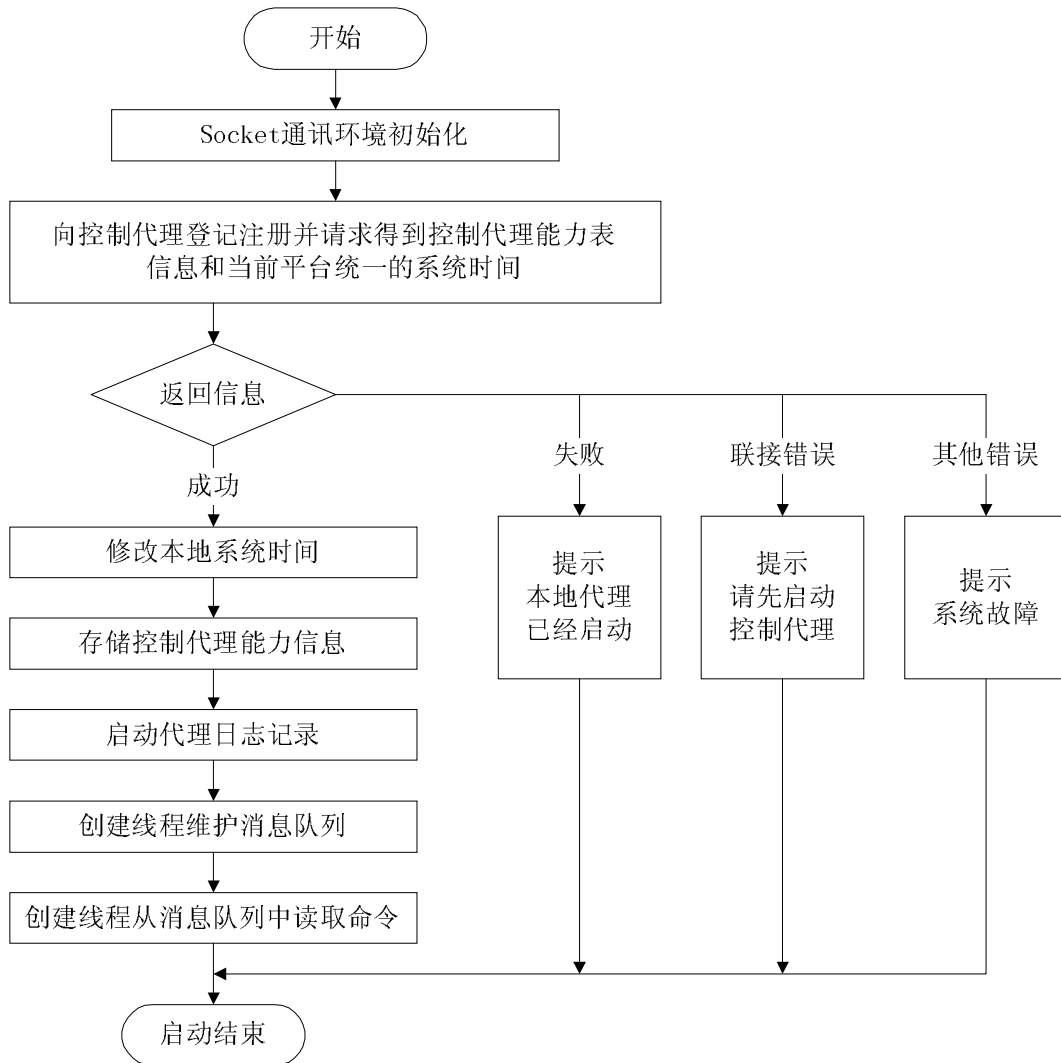 开始
Socket通讯环境初始化
向控制代理登记注册并请求得到控制代理能力表
信息和当前平台统一的系统时间
返回信息
失败
联接错误
其他错误
成功
修改本地系统时间
存储控制代理能力信息
启动代理日志记录
创建线程维护消息队列
创建线程从消息队列中读取命令
提示
本地代理
已经启动
提示
请先启动
控制代理
提示
系统故障
启动结束